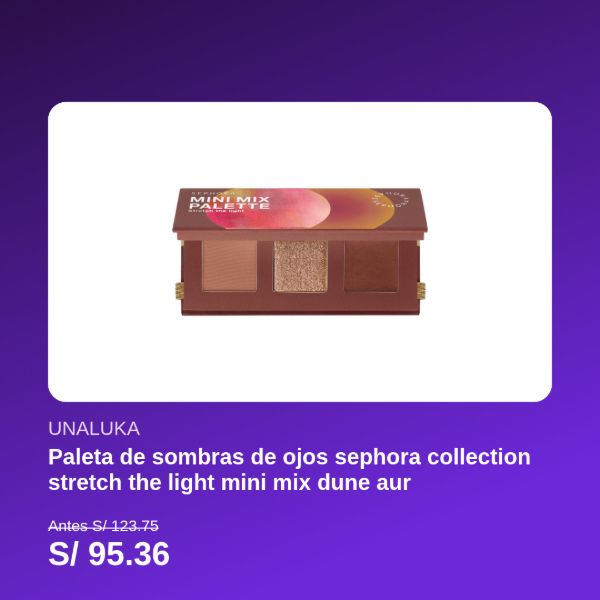 SEPHORA
MINI MIX
PALETTE
Stretch the light
UNALUKA
Paleta de sombras de ojos sephora collection
stretch the light mini mix dune aur
Antes S/ 123.75
S/ 95.36